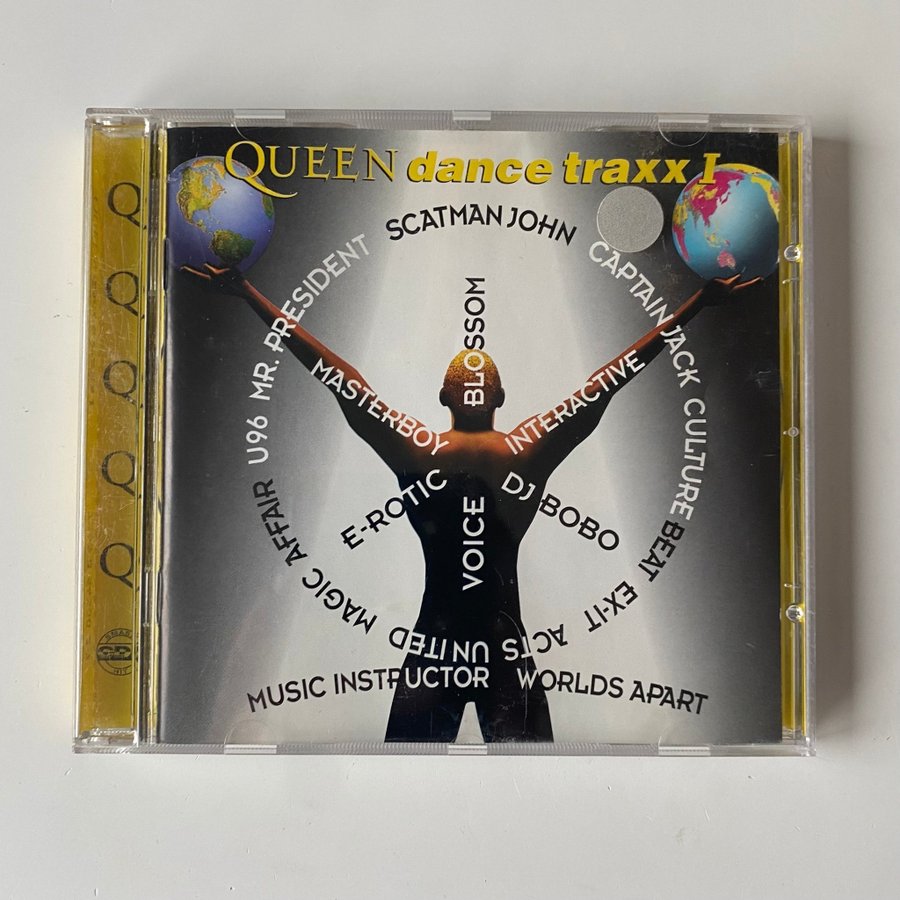 QUEEN dance traxx I
SCATMAN JOHN
CAPTAIN JACK
CULTURE BEAT
EX-IT
ACTS UNITED
MAGIC AFFAIR
U96
MR. PRESIDENT
BLOSSOM
MASTERBOY
INTERACTIVE
E-ROTIC
DJ BOBO
VOICE
MUSIC INSTRUCTOR
WORLDS APART
Q
Q
Q
Q
Q